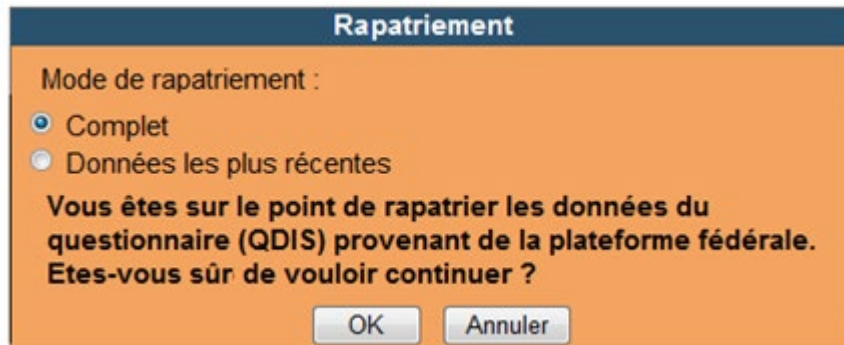 Rapatriement
Mode de rapatriement :
Complet
Données les plus récentes
Vous êtes sur le point de rapatrier les données du
questionnaire (QDIS) provenant de la plateforme fédérale.
Etes-vous sûr de vouloir continuer ?
OK Annuler